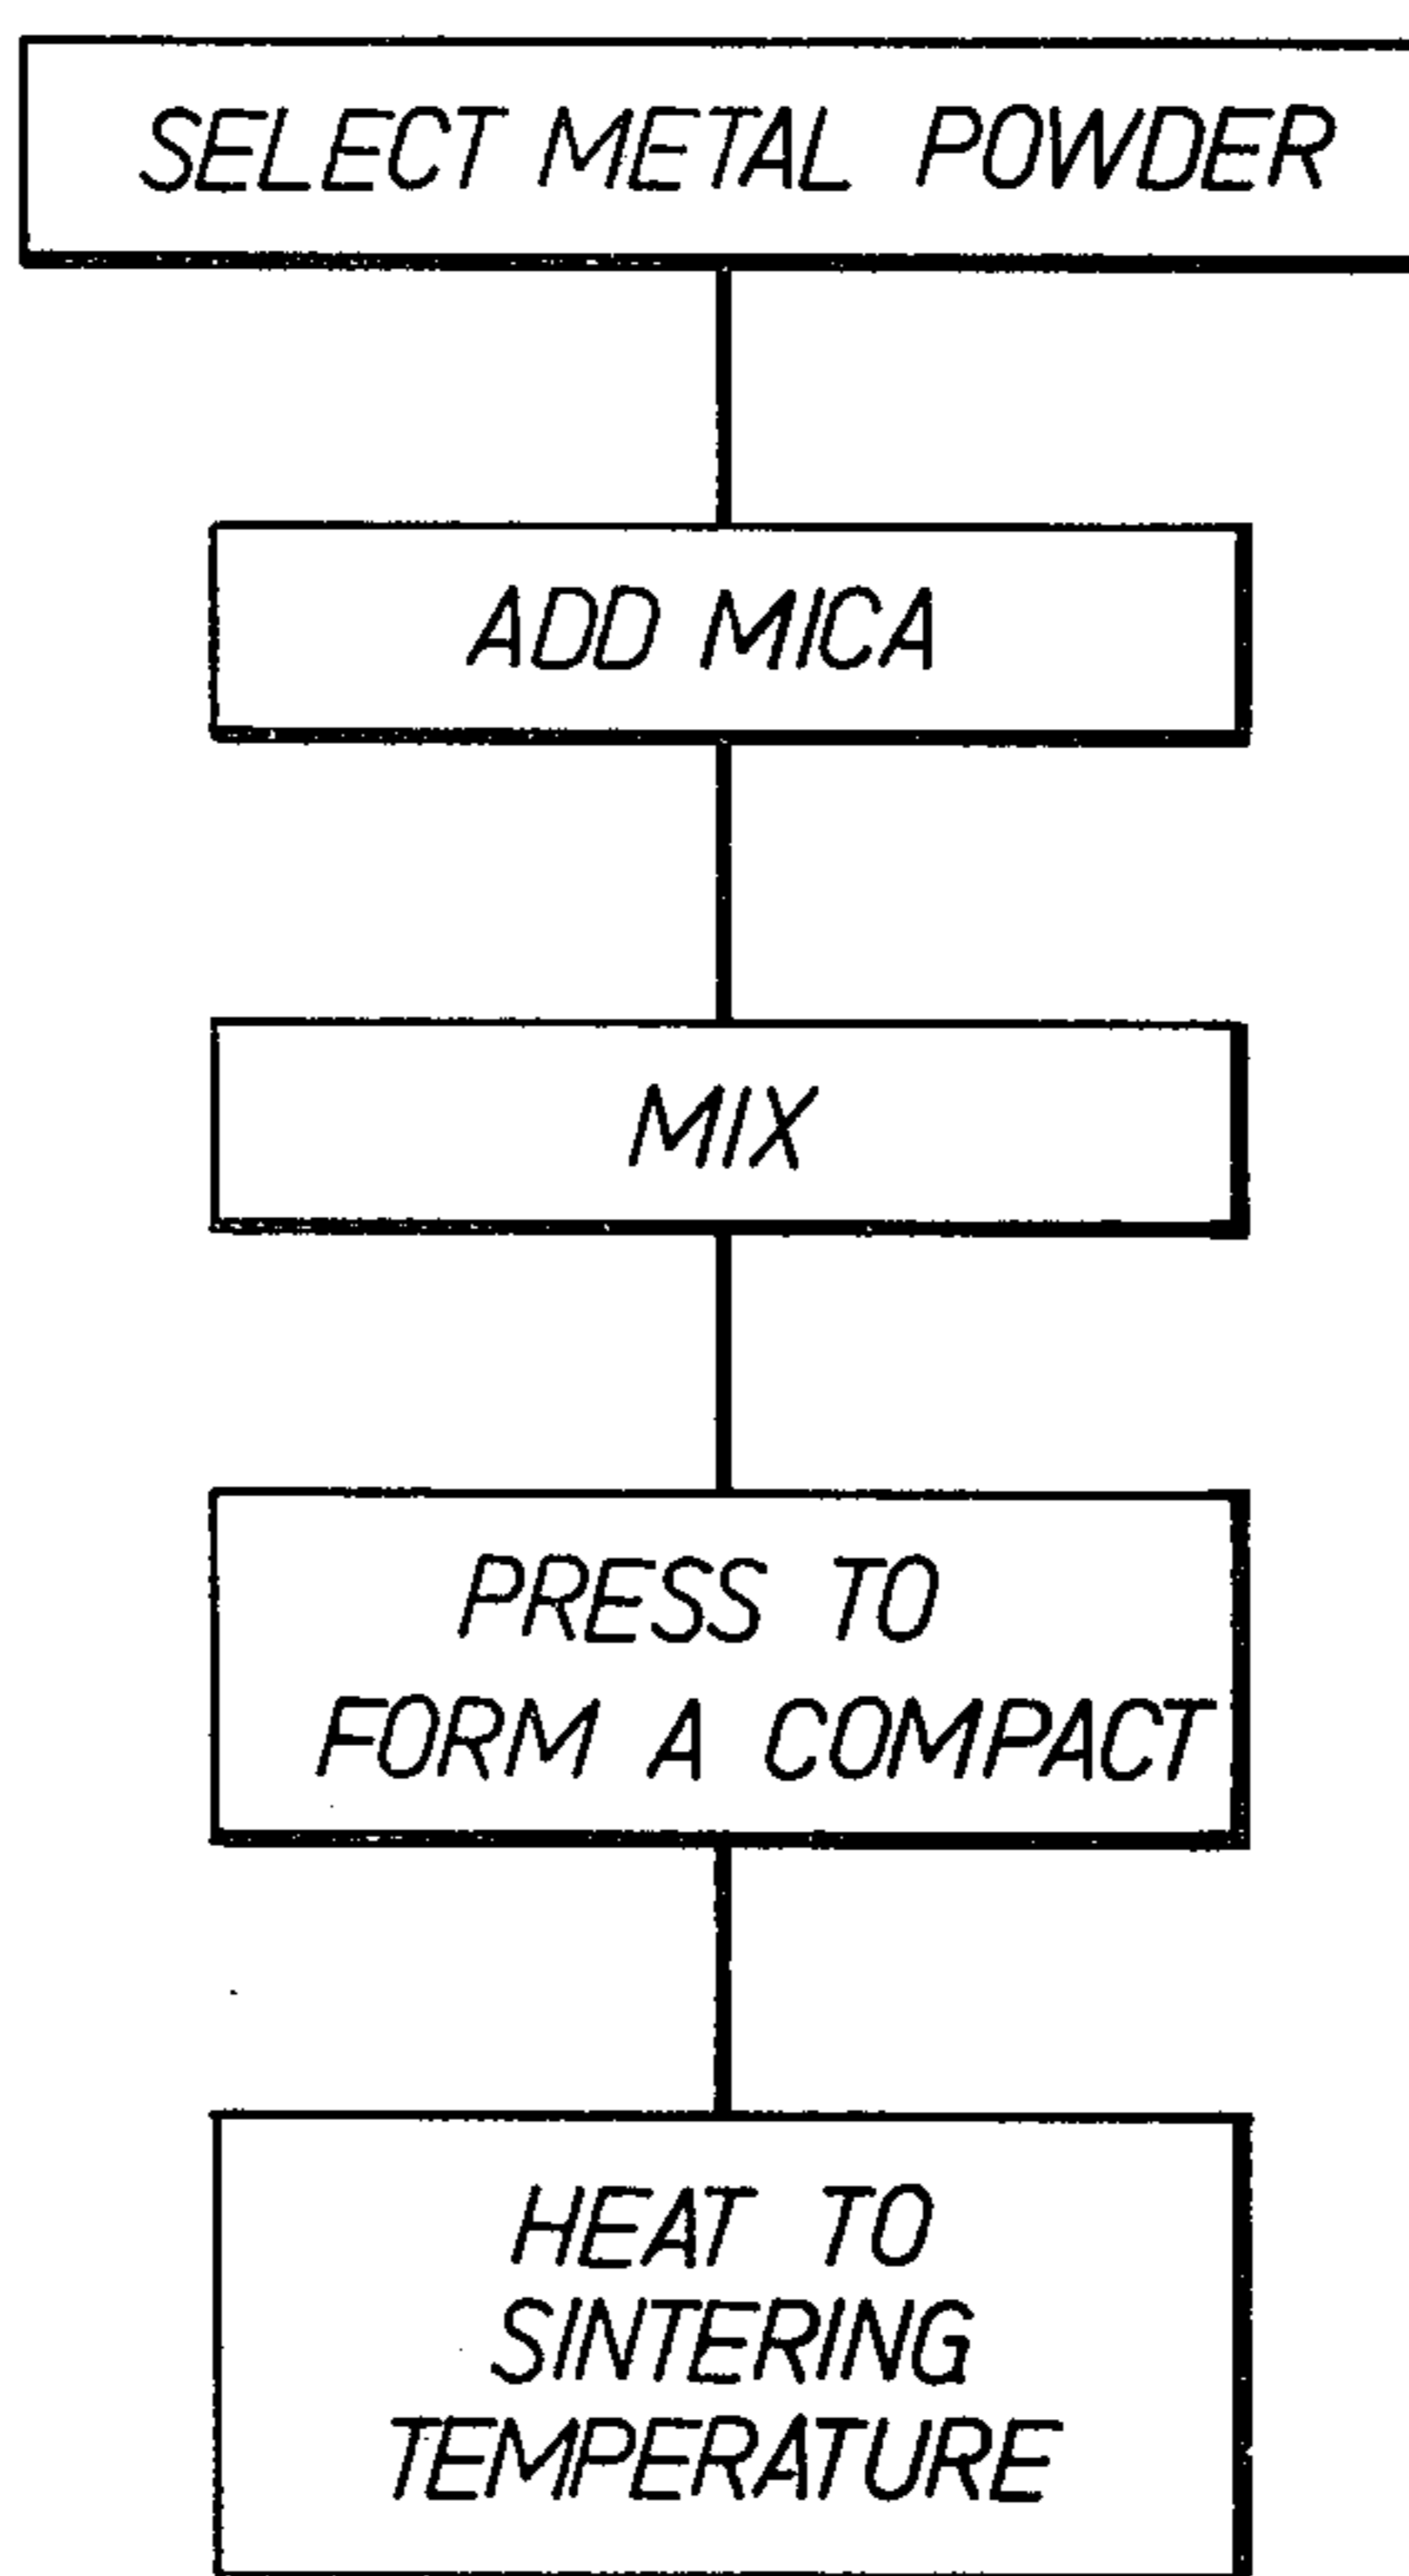 SELECT METAL POWDER
ADD MICA
MIX
PRESS TO
FORM A COMPACT
HEAT TO
SINTERING
TEMPERATURE